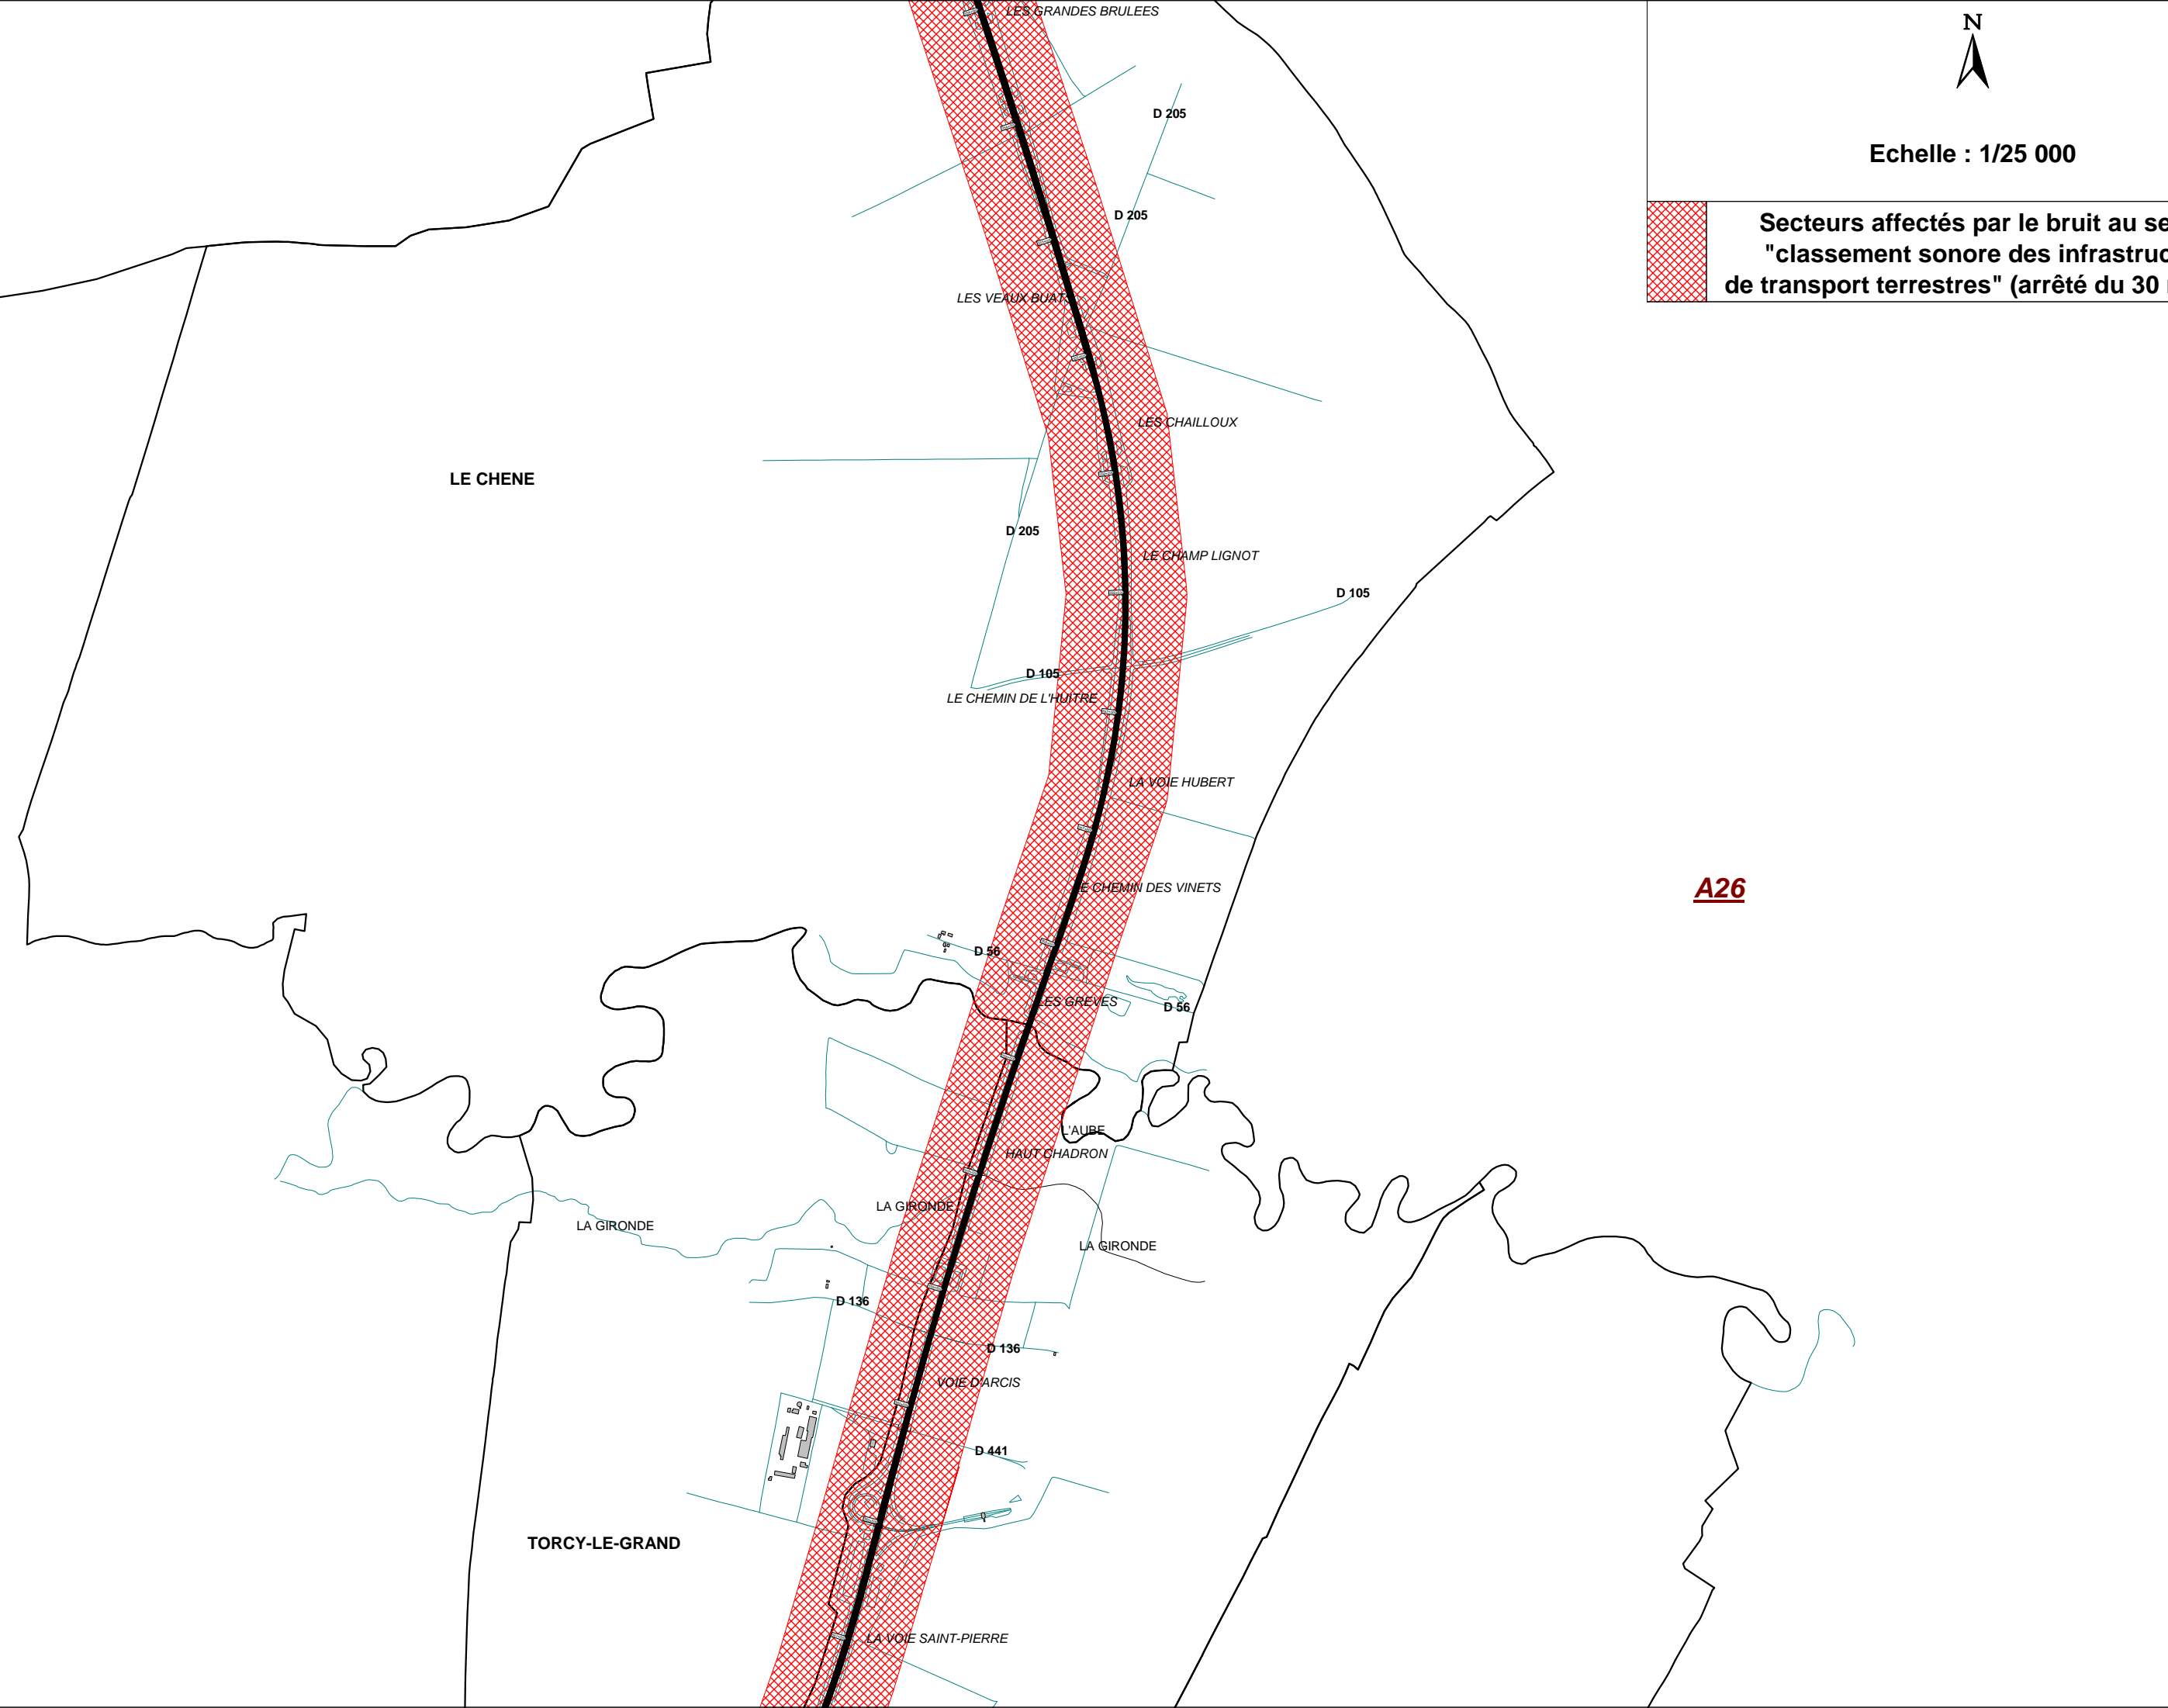 LES GRANDES BRULEES
N
D 205
Echelle : 1/25 000
D 205
Secteurs affectés par le bruit au se
"classement sonore des infrastruc
de transport terrestres" (arrêté du 30
LES VEAUX BUAT
LES CHAILLOUX
LE CHENE
D 205
LE CHAMP LIGNOT
D 105
D 105
LE CHEMIN DE L'HUITRE
LA VOIE HUBERT
LE CHEMIN DES VINETS
A26
D 56
LES GREVES
D 56
L'AUBE
HAUT CHADRON
LA GIRONDE
LA GIRONDE
LA GIRONDE
D 136
D 136
VOIE D'ARCIS
D 441
TORCY-LE-GRAND
LA VOIE SAINT-PIERRE